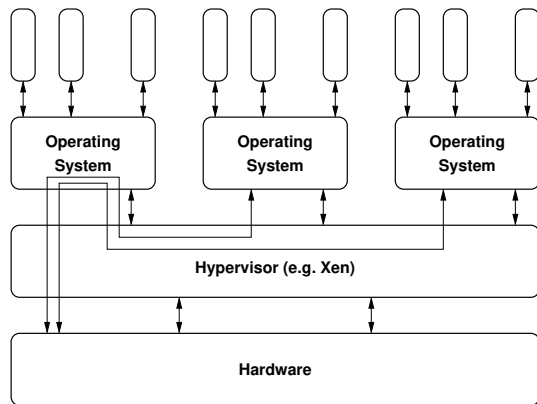 Operating
System
Operating
System
Operating
System
Hypervisor (e.g. Xen)
Hardware